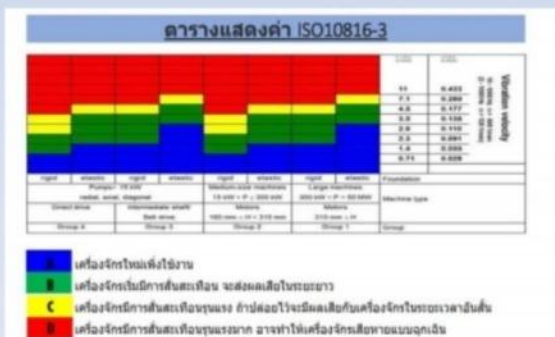 ตารางแสดงค่า ISO10816-3
11 0.433
7.1 0.280
4.5 0.177
3.5 0.138
2.8 0.110
2.3 0.091
1.4 0.055
0.71 0.028
Vibration velocity
rigid elastic rigid elastic rigid elastic rigid elastic Foundation
Pumps> 15 kW Medium size machines Large machines Machine type
radial, axial, diagonal 15 kW < P ≤ 300 kW 300 kW < P < 50 MW
Direct drive Intermediate shaft/ Motors Motors
Belt drive 160 mm ≤ H < 315 mm 315 mm ≤ H
Group 4 Group 3 Group 2 Group 1 Group
A เครื่องจักรใหม่เพิ่งใช้งาน
B เครื่องจักรเริ่มมีการสั่นสะเทือน จะส่งผลเสียในระยะยาว
C เครื่องจักรมีการสั่นสะเทือนรุนแรง ถ้าปล่อยไว้จะมีผลเสียกับเครื่องจักรในระยะเวลาอันสั้น
D เครื่องจักรมีการสั่นสะเทือนรุนแรงมาก อาจทำให้เครื่องจักรเสียหายแบบฉุกเฉิน